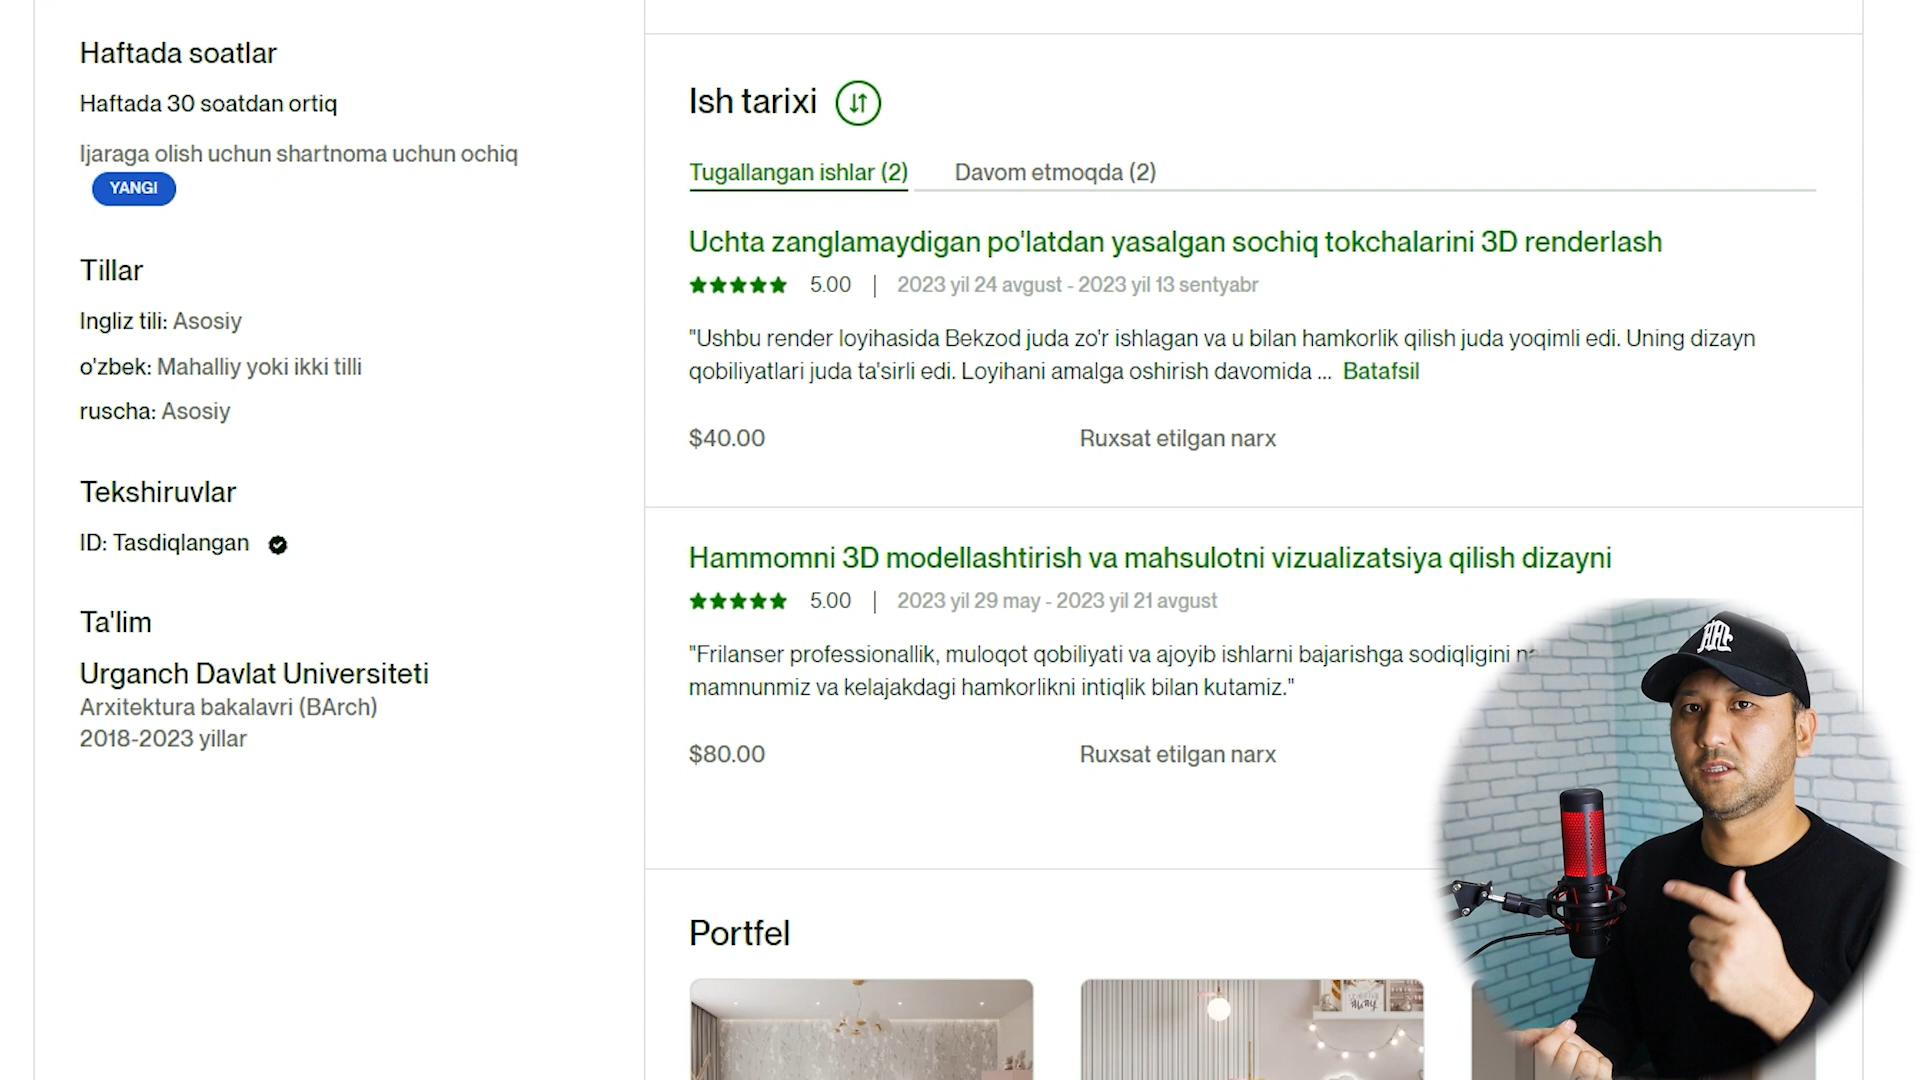 Haftada soatlar
Haftada 30 soatdan ortiq
Ijaraga olish uchun shartnoma uchun ochiq
YANGI
Tillar
Ingliz tili: Asosiy
o'zbek: Mahalliy yoki ikki tilli
ruscha: Asosiy
Tekshiruvlar
ID: Tasdiqlangan
Ta'lim
Urganch Davlat Universiteti
Arxitektura bakalavri (BArch)
2018-2023 yillar
Ish tarixi
Tugallangan ishlar (2) Davom etmoqda (2)
Uchta zanglamaydigan po'latdan yasalgan sochiq tokchalarini 3D renderlash
5.00 | 2023 yil 24 avgust - 2023 yil 13 sentyabr
"Ushbu render loyihasida Bekzod juda zo'r ishlagan va u bilan hamkorlik qilish juda yoqimli edi. Uning dizayn
qobiliyatlari juda ta'sirli edi. Loyihani amalga oshirish davomida ... Batafsil
$40.00 Ruxsat etilgan narx
Hammomni 3D modellashtirish va mahsulotni vizualizatsiya qilish dizayni
5.00 | 2023 yil 29 may - 2023 yil 21 avgust
"Frilanser professionallik, muloqot qobiliyati va ajoyib ishlarni bajarishga sodiqligini
mamnunmiz va kelajakdagi hamkorlikni intiqlik bilan kutamiz."
$80.00 Ruxsat etilgan narx
Portfel